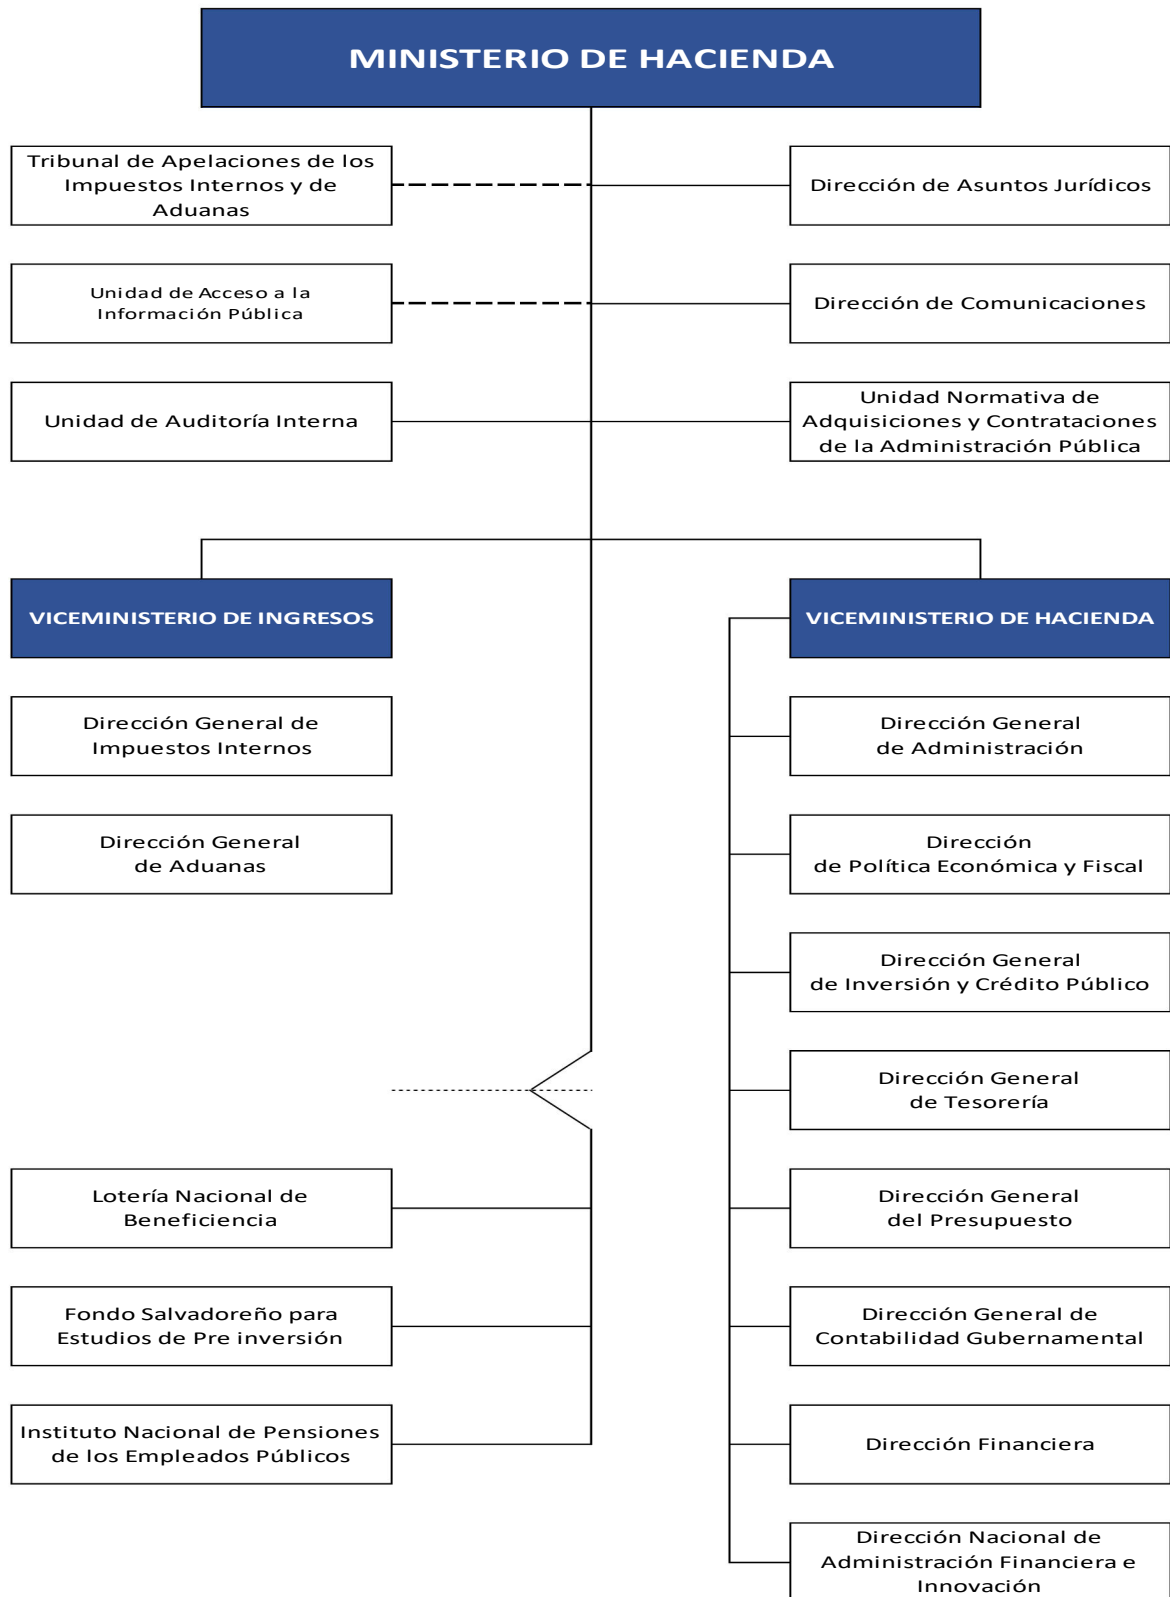 MINISTERIO DE HACIENDA
Tribunal de Apelaciones de los
Impuestos Internos y de
Aduanas
Dirección de Asuntos Jurídicos
Unidad de Acceso a la
Información Pública
Dirección de Comunicaciones
Unidad de Auditoría Interna
Unidad Normativa de
Adquisiciones y Contrataciones
de la Administración Pública
VICEMINISTERIO DE INGRESOS
VICEMINISTERIO DE HACIENDA
Dirección General de
Impuestos Internos
Dirección General
de Administración
Dirección General
de Aduanas
Dirección
de Política Económica y Fiscal
Dirección General
de Inversión y Crédito Público
Dirección General
de Tesorería
Lotería Nacional de
Beneficiencia
Dirección General
del Presupuesto
Fondo Salvadoreño para
Estudios de Pre inversión
Dirección General de
Contabilidad Gubernamental
Instituto Nacional de Pensiones
de los Empleados Públicos
Dirección Financiera
Dirección Nacional de
Administración Financiera e
Innovación